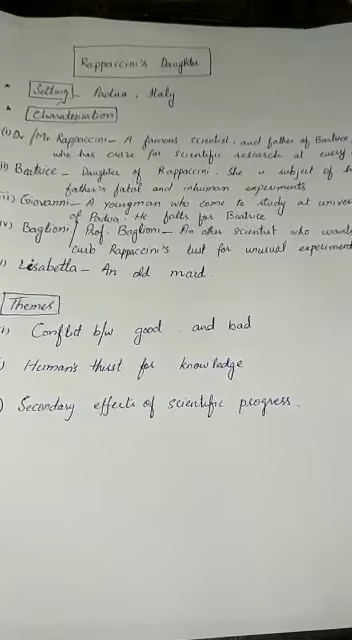 Rappaccini's Daughter
* Setting - Padua, Italy
* Charaterisation
(i) Dr/Mr. Rappaccini - A famous scientist, and father of Beatrice,
who has craze for scientific research at every
ii) Beatrice - Daughter of Rappaccini. She is subject of h
father's fatal and inhuman experiments
iii) Giovanni - A youngman who come to study at unive
of Padua. He falls for Beatrice
iv) Baglioni / Prof. Baglioni - An other scientist who wants
curb Rappaccini's lust for unusual experiment
) Lisabetta - An old maid.
Themes
i) Conflict b/w good and bad
) Human's thirst for knowledge
) Secondary effects of scientific progress.